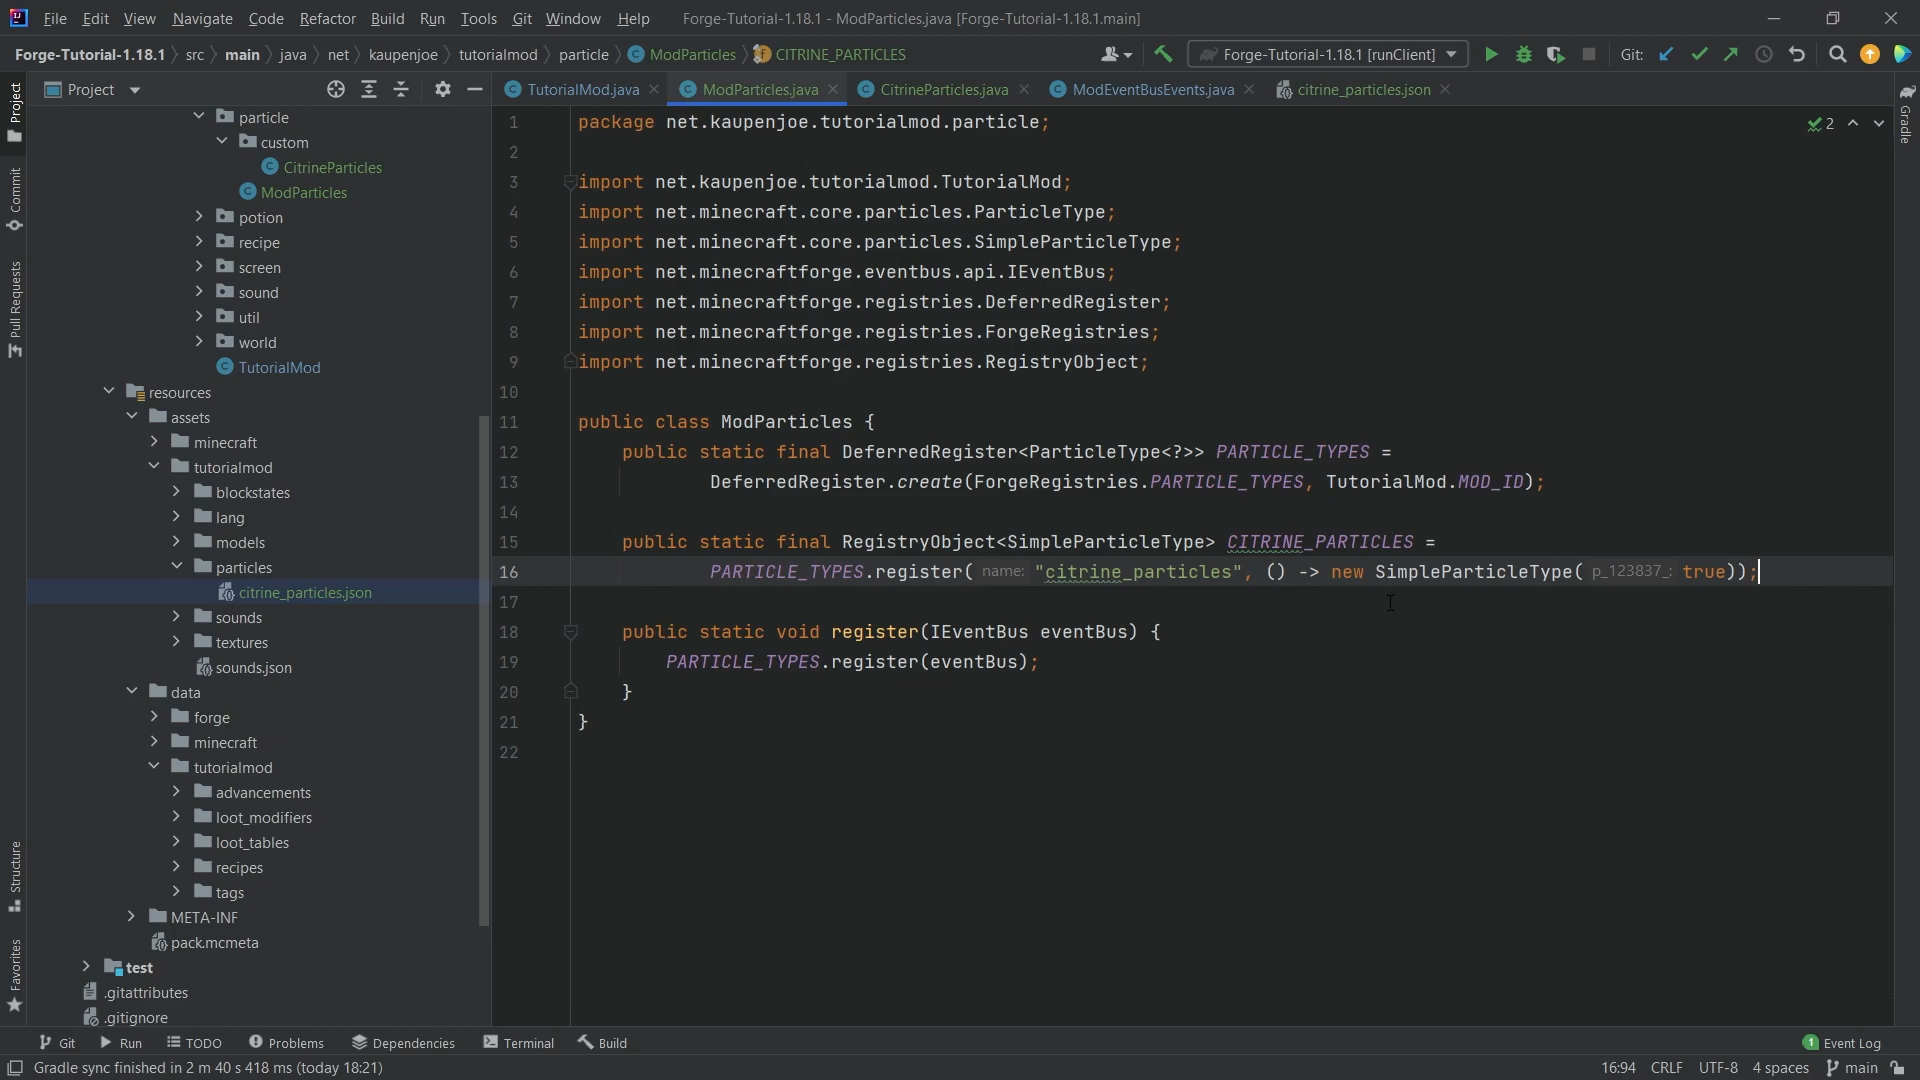 File Edit View Navigate Code Refactor Build Run Tools Git Window Help Forge-Tutorial-1.18.1 - ModParticles.java [Forge-Tutorial-1.18.1.main]
Forge-Tutorial-1.18.1 src main java net kaupenjoe tutorialmod particle ModParticles CITRINE_PARTICLES Forge-Tutorial-1.18.1 [runClient] Git:
Project
TutorialMod.java ModParticles.java CitrineParticles.java ModEventBusEvents.java citrine_particles.json
Project
Commit
Pull Requests
Structure
Favorites
particle
custom
CitrineParticles
ModParticles
potion
recipe
screen
sound
util
world
TutorialMod
resources
assets
minecraft
tutorialmod
blockstates
lang
models
particles
citrine_particles.json
sounds
textures
sounds.json
data
forge
minecraft
tutorialmod
advancements
loot_modifiers
loot_tables
recipes
tags
META-INF
pack.mcmeta
test
.gitattributes
.gitignore
1 package net.kaupenjoe.tutorialmod.particle;
2
3 import net.kaupenjoe.tutorialmod.TutorialMod;
4 import net.minecraft.core.particles.ParticleType;
5 import net.minecraft.core.particles.SimpleParticleType;
6 import net.minecraftforge.eventbus.api.IEventBus;
7 import net.minecraftforge.registries.DeferredRegister;
8 import net.minecraftforge.registries.ForgeRegistries;
9 import net.minecraftforge.registries.RegistryObject;
10
11 public class ModParticles {
12 public static final DeferredRegister<ParticleType<?>> PARTICLE_TYPES =
13 DeferredRegister.create(ForgeRegistries.PARTICLE_TYPES, TutorialMod.MOD_ID);
14
15 public static final RegistryObject<SimpleParticleType> CITRINE_PARTICLES =
16 PARTICLE_TYPES.register( name: "citrine_particles", () -> new SimpleParticleType( p_123837_: true));
17
18 public static void register(IEventBus eventBus) {
19 PARTICLE_TYPES.register(eventBus);
20 }
21 }
22
2
Gradle
Git Run TODO Problems Dependencies Terminal Build
1 Event Log
Gradle sync finished in 2 m 40 s 418 ms (today 18:21)
16:94 CRLF UTF-8 4 spaces main